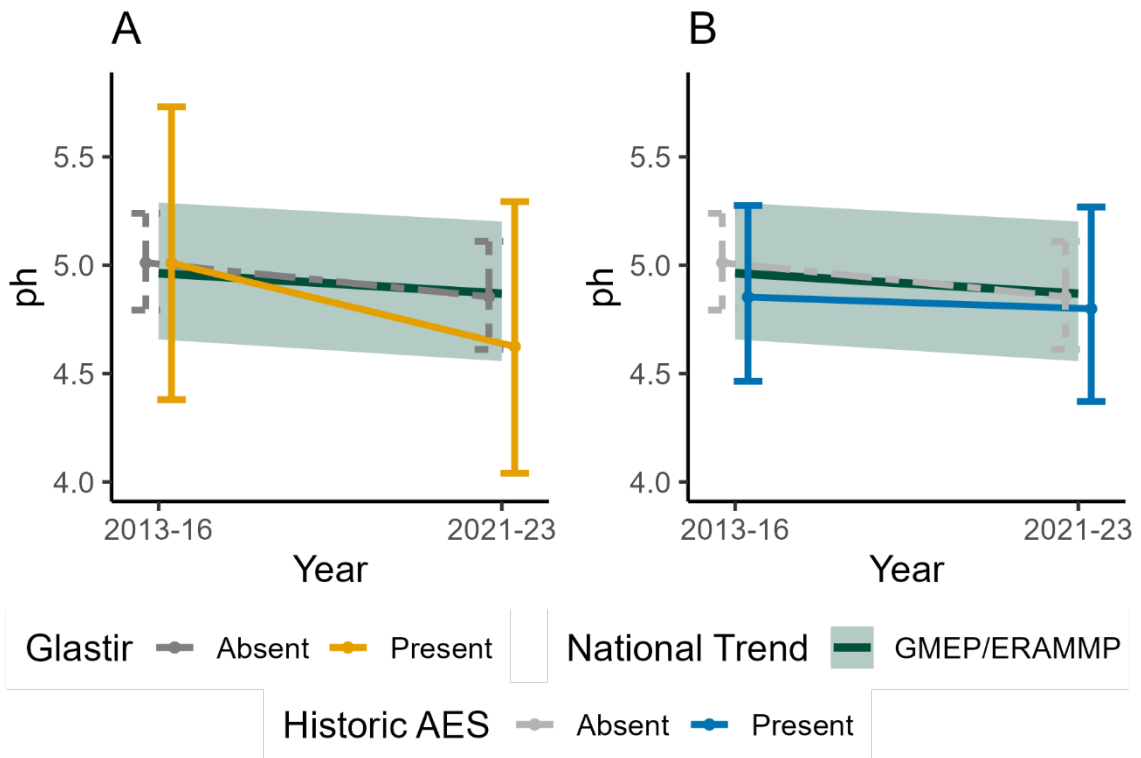 A
B
ph
5.5
5.0
4.5
4.0
2013-16
2021-23
Year
ph
5.5
5.0
4.5
4.0
2013-16
2021-23
Year
Glastir Absent Present
National Trend GMEP/ERAMMP
Historic AES Absent Present